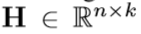 H ∈ ℝ^{n×k}